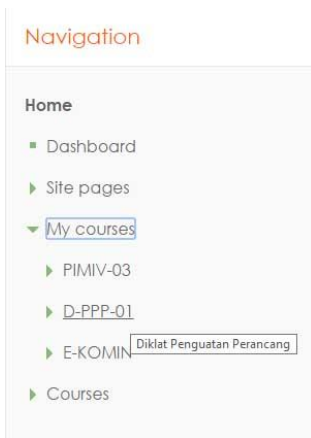 Navigation
Home
Dashboard
Site pages
My courses
PIMIV-03
D-PPP-01
Diklat Penguatan Perancang
E-KOMIN
Courses